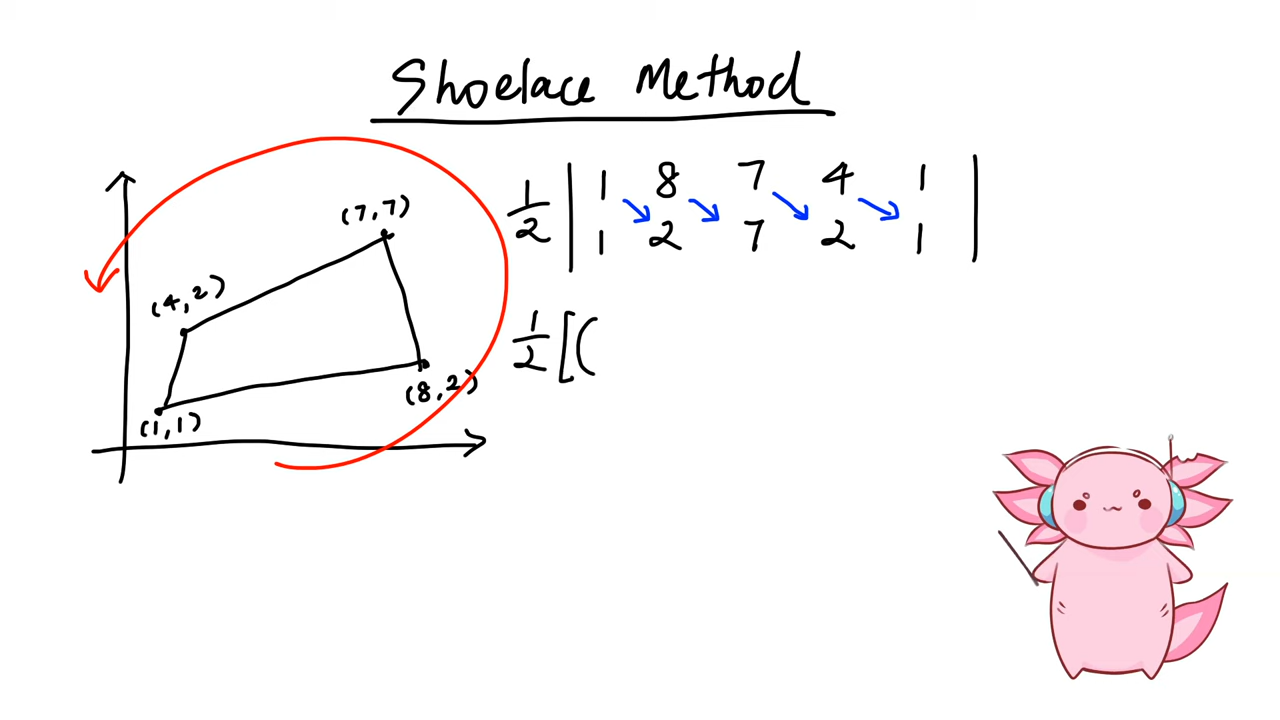 Shoelace Method
1/2 | 1 8 7 4 1 |
1 2 7 2 1
(7,7)
(4,2)
(8,2)
(1,1)
1/2 [(